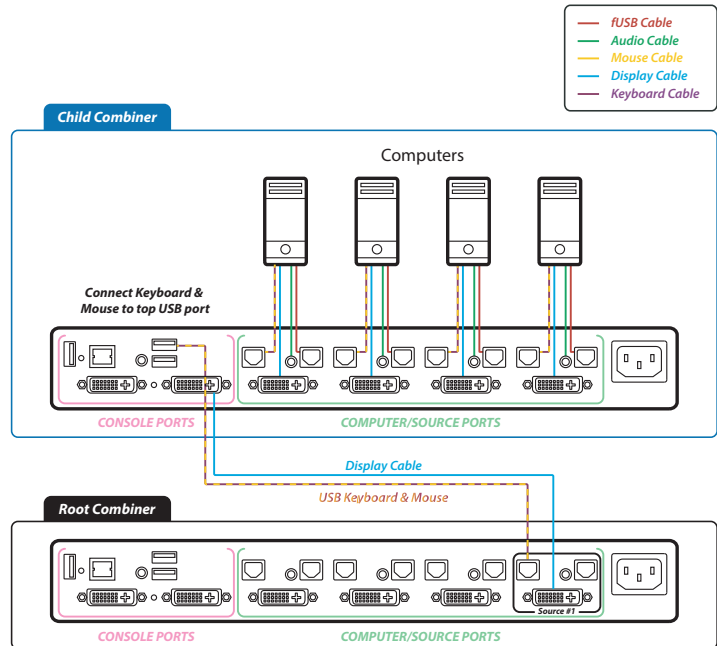 fUSB Cable
Audio Cable
Mouse Cable
Display Cable
Keyboard Cable
Child Combiner
Computers
Connect Keyboard &
Mouse to top USB port
CONSOLE PORTS
COMPUTER/SOURCE PORTS
Display Cable
USB Keyboard & Mouse
Root Combiner
Source #1
CONSOLE PORTS
COMPUTER/SOURCE PORTS